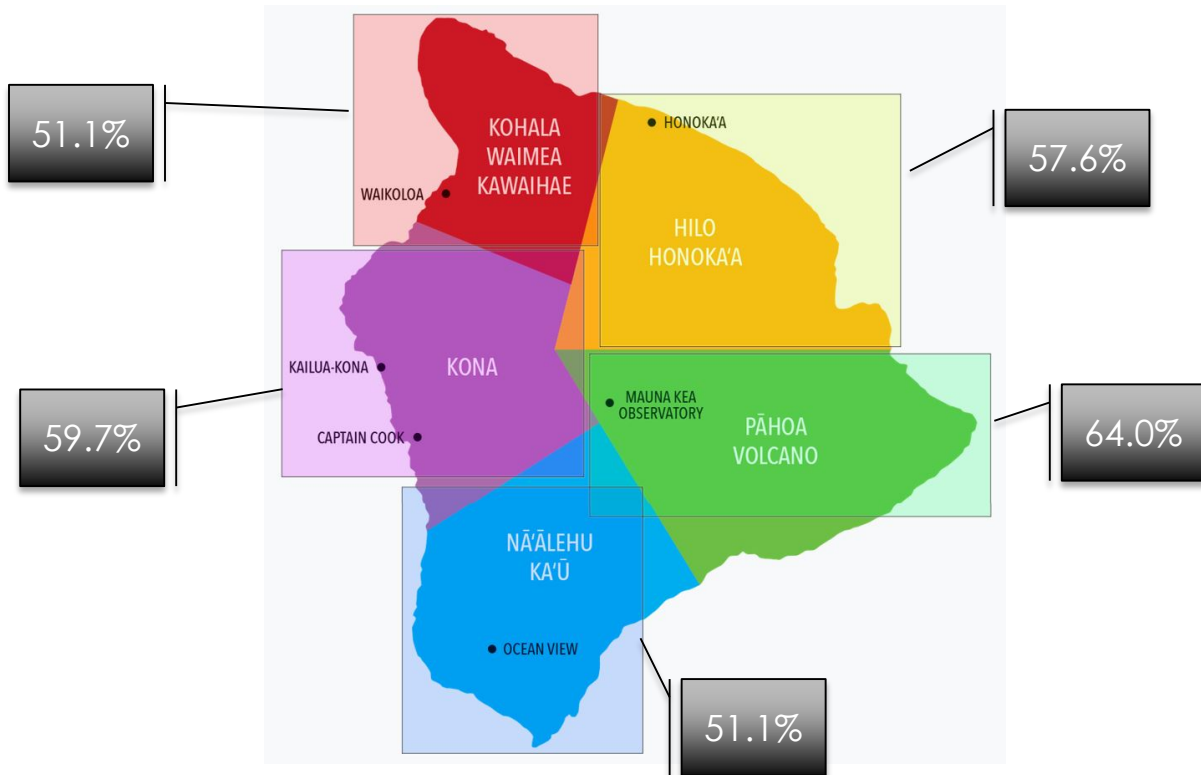 51.1%
KOHALA
WAIMEA
KAWAIHAE
WAIKOLOA
HONOKA‘A
57.6%
HILO
HONOKA‘A
KAILUA-KONA
KONA
CAPTAIN COOK
59.7%
MAUNA KEA
OBSERVATORY
PĀHOA
VOLCANO
64.0%
NĀ‘ĀLEHU
KA‘Ū
OCEAN VIEW
51.1%